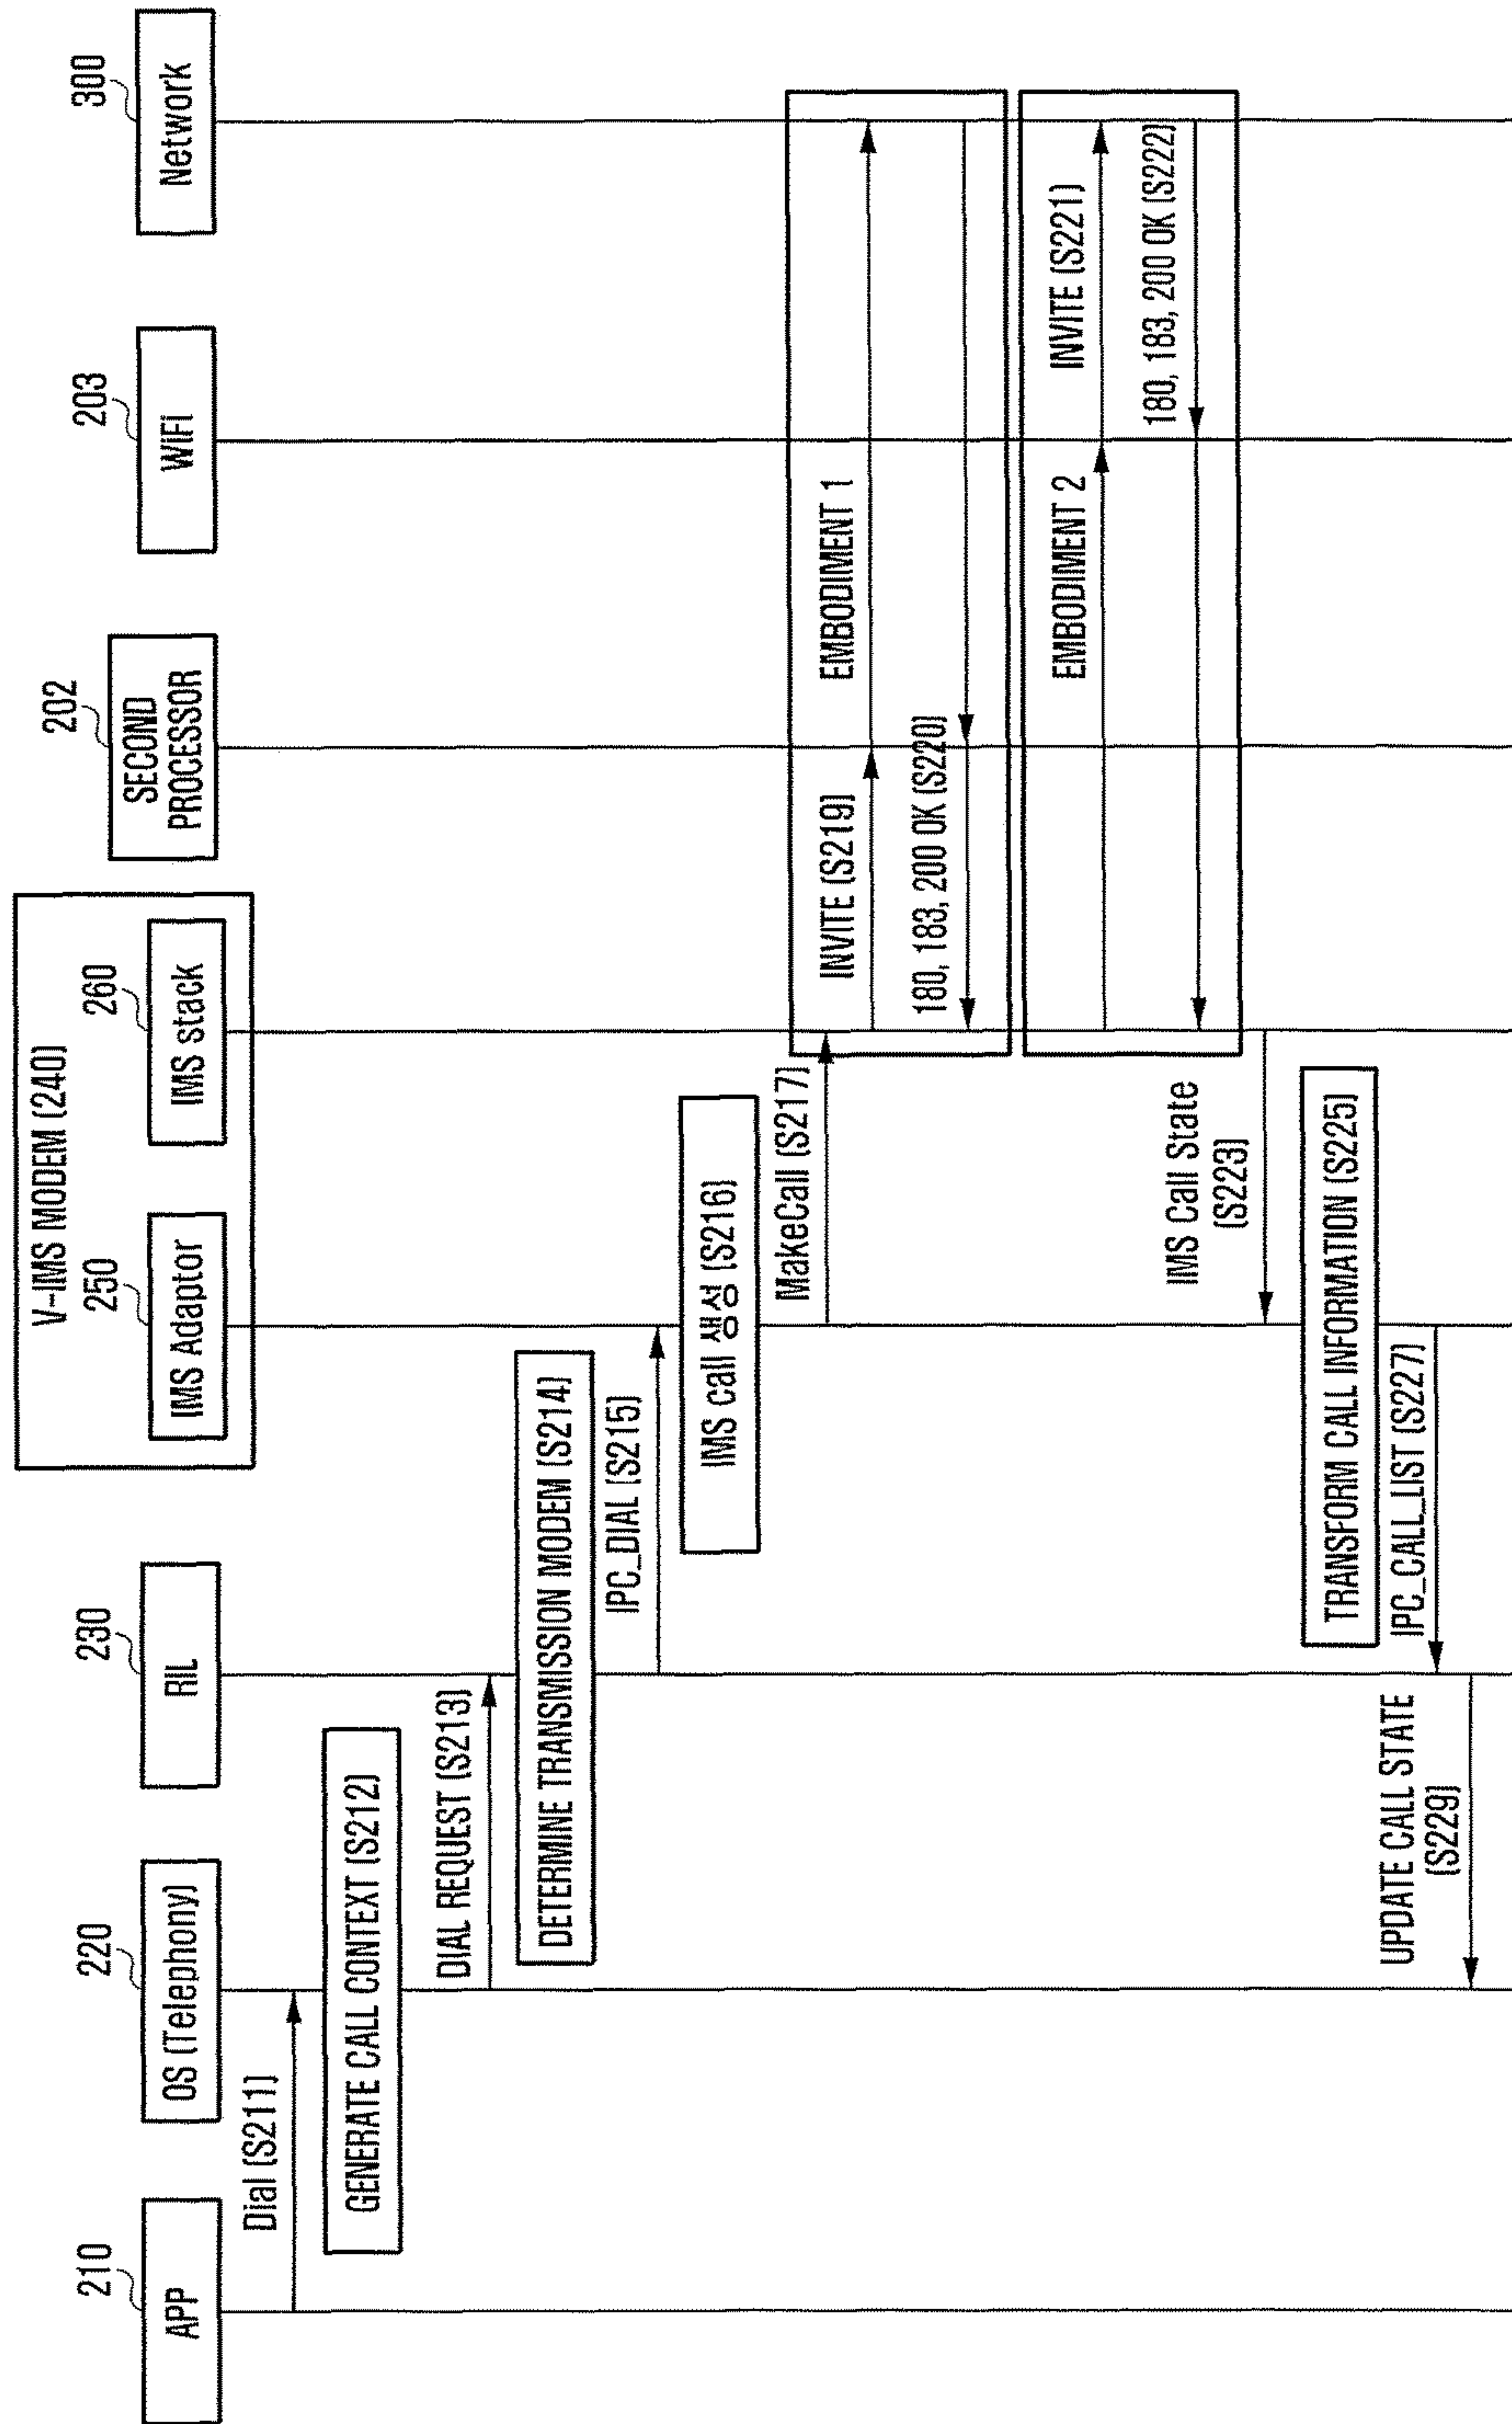 V-IMS MODEM (240)
210
220
230
250
260
202
203
300
APP
OS (Telephony)
RIL
IMS Adaptor
IMS stack
SECOND
PROCESSOR
WiFi
Network
Dial (S211)
GENERATE CALL CONTEXT (S212)
DIAL REQUEST (S213)
DETERMINE TRANSMISSION MODEM (S214)
IPC_DIAL (S215)
IMS call 생성 (S216)
MakeCall (S217)
INVITE (S219)
EMBODIMENT 1
180, 183, 200 OK (S220)
EMBODIMENT 2
INVITE (S221)
180, 183, 200 OK (S222)
IMS Call State
(S223)
TRANSFORM CALL INFORMATION (S225)
IPC_CALL_LIST (S227)
UPDATE CALL STATE
(S229)